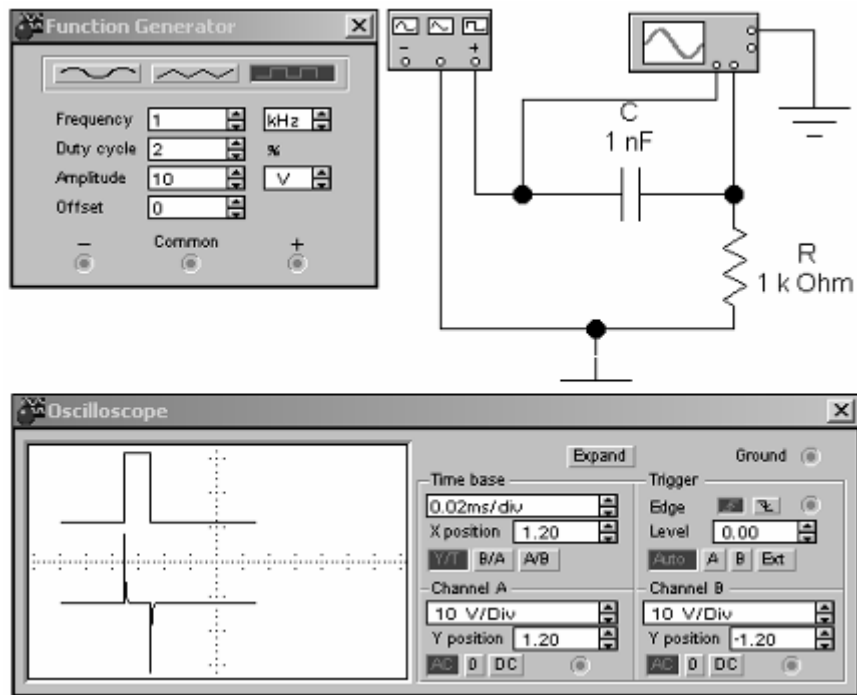 Function Generator
Frequency 1 kHz
Duty cycle 2 %
Amplitude 10 V
Offset 0
− Common +
− +
C
1 nF
R
1 k Ohm
Oscilloscope
Expand Ground
Time base
0.02ms/div
X position 1.20
Y/T B/A A/B
Trigger
Edge
Level 0.00
Auto A B Ext
Channel A
10 V/Div
Y position 1.20
AC 0 DC
Channel B
10 V/Div
Y position -1.20
AC 0 DC